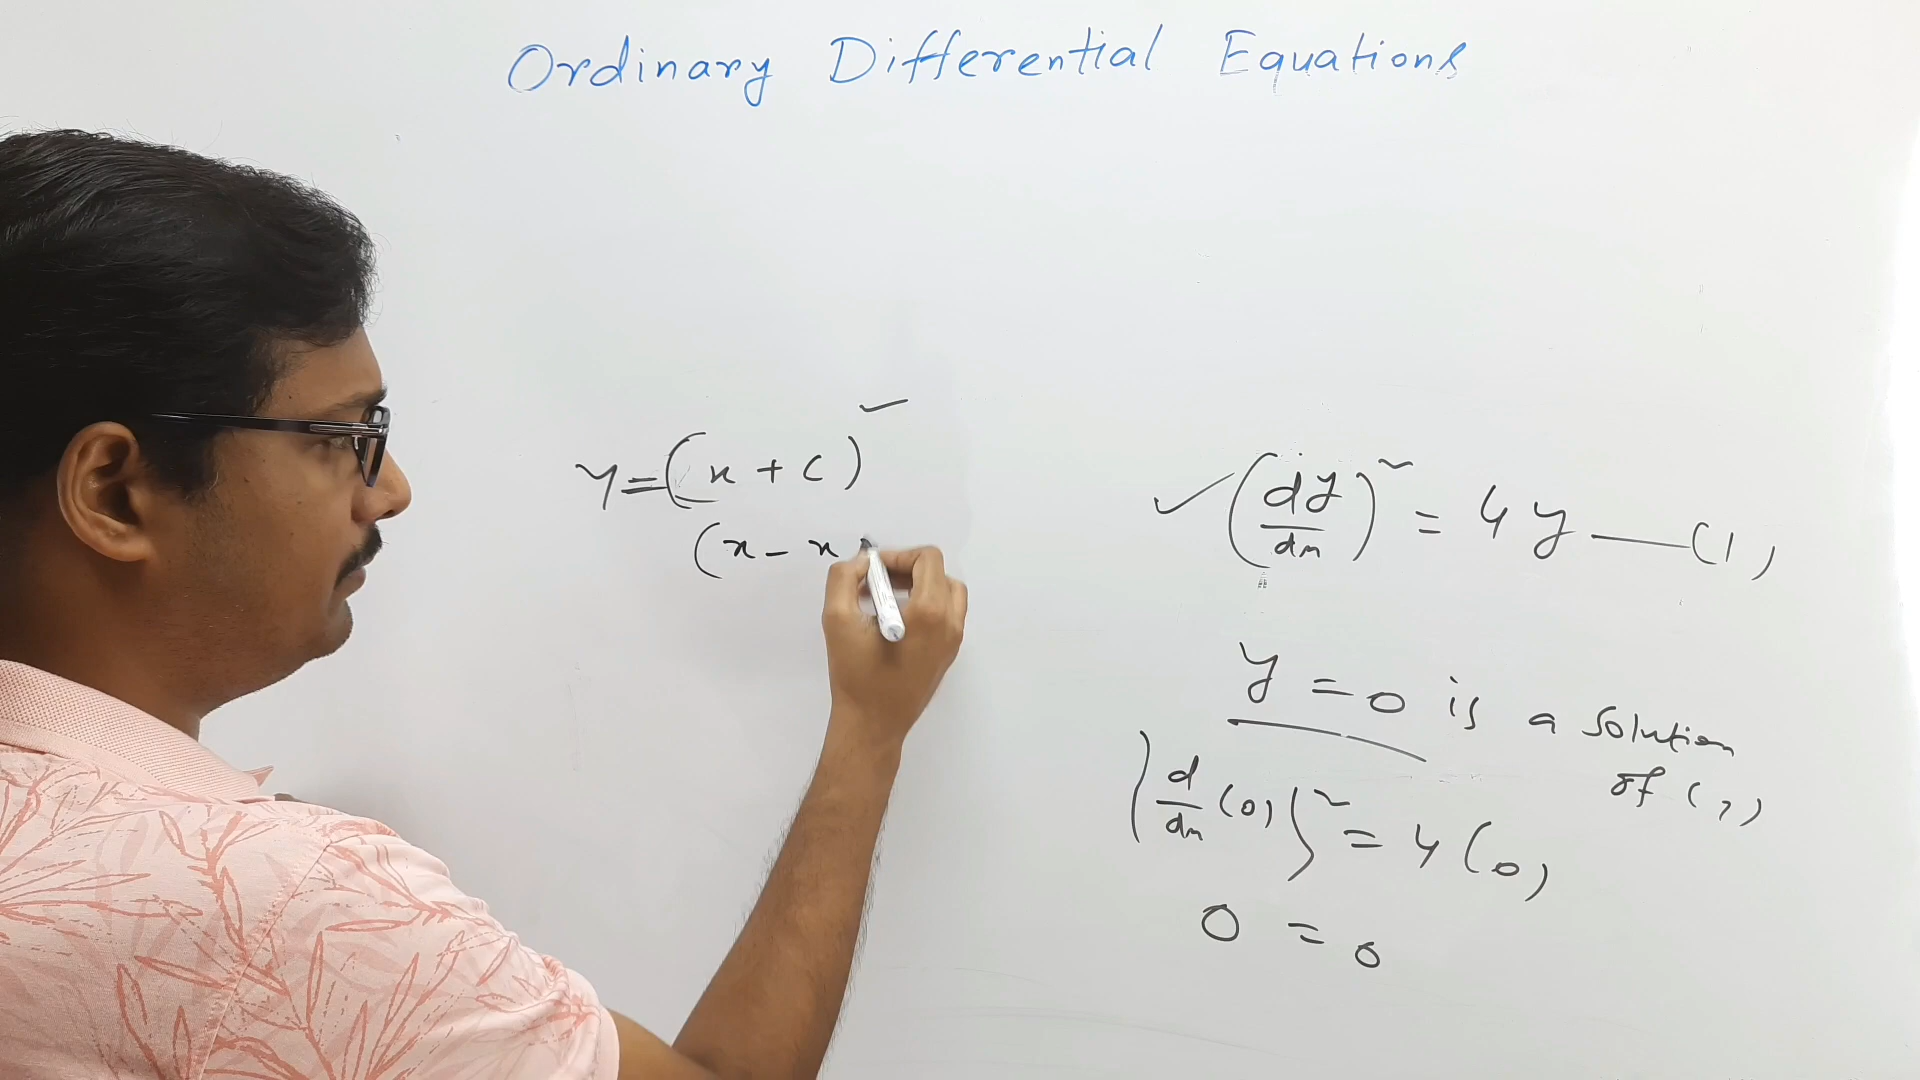 Ordinary Differential Equations
y = (x + c)²
(x - x
(dy/dx)² = 4y — (1)
y = 0 is a solution
of (1)
{d/dx (0)}² = 4(0)
0 = 0